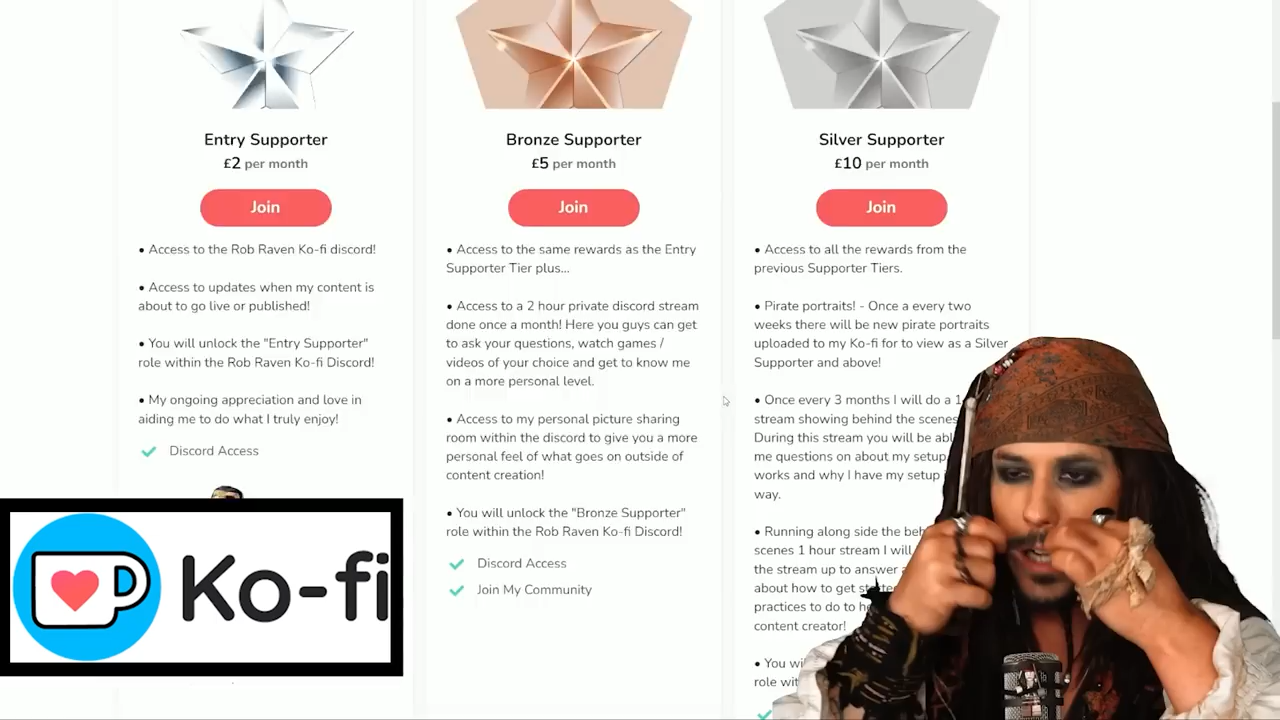 Entry Supporter
£2 per month
Join
• Access to the Rob Raven Ko-fi discord!
• Access to updates when my content is
about to go live or published!
• You will unlock the "Entry Supporter"
role within the Rob Raven Ko-fi Discord!
• My ongoing appreciation and love in
aiding me to do what I truly enjoy!
Discord Access
Ko-fi
Bronze Supporter
£5 per month
Join
• Access to the same rewards as the Entry
Supporter Tier plus...
• Access to a 2 hour private discord stream
done once a month! Here you guys can get
to ask your questions, watch games /
videos of your choice and get to know me
on a more personal level.
• Access to my personal picture sharing
room within the discord to give you a more
personal feel of what goes on outside of
content creation!
• You will unlock the "Bronze Supporter"
role within the Rob Raven Ko-fi Discord!
Discord Access
Join My Community
Silver Supporter
£10 per month
Join
• Access to all the rewards from the
previous Supporter Tiers.
• Pirate portraits! - Once a every two
weeks there will be new pirate portraits
uploaded to my Ko-fi for to view as a Silver
Supporter and above!
• Once every 3 months I will do a 1
stream showing behind the scenes
During this stream you will be
me questions on about my setup,
works and why I have my setup
way.
• Running along side the
scenes 1 hour stream I will
the stream up to answer
about how to get
practices to do to
content creator!
• You
role